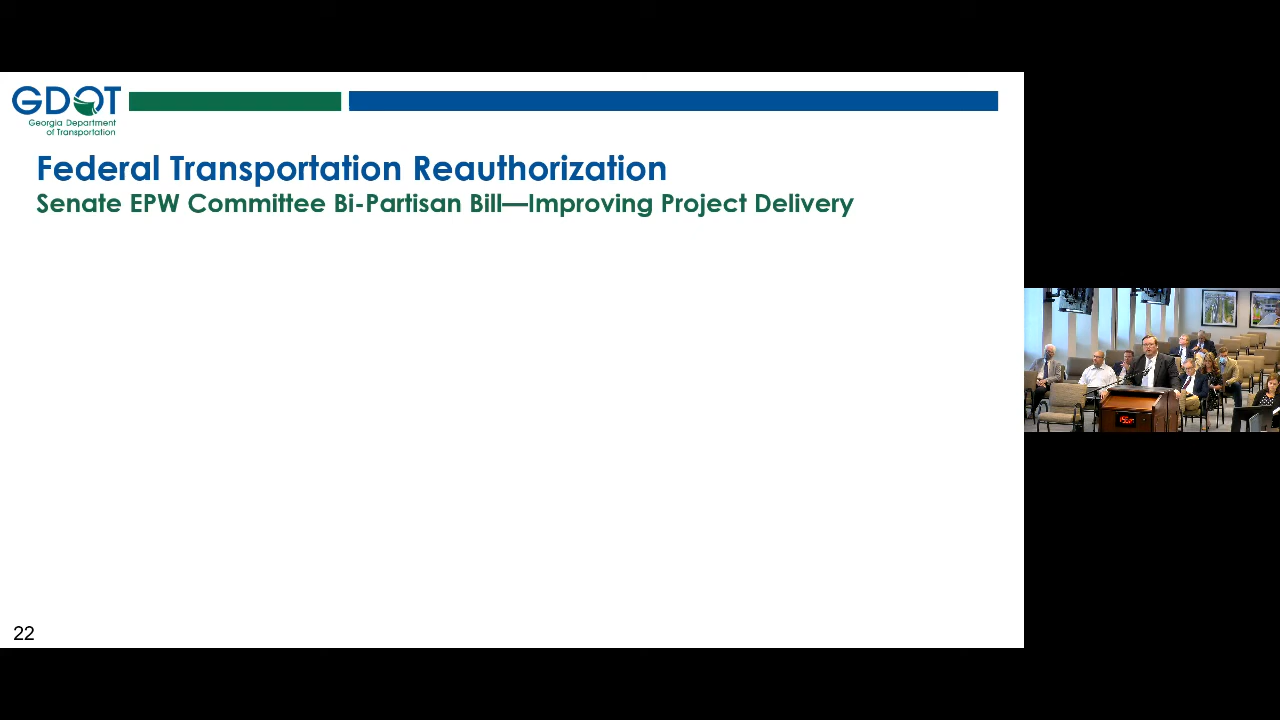 GDOT
Georgia Department
of Transportation
Federal Transportation Reauthorization
Senate EPW Committee Bi-Partisan Bill—Improving Project Delivery
22